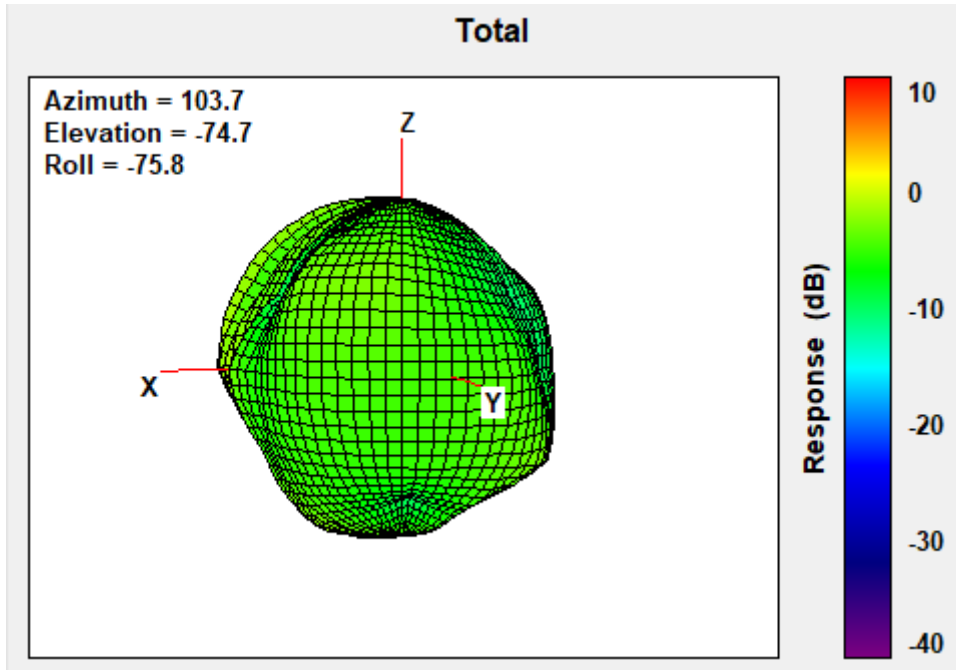 Total
Azimuth = 103.7
Elevation = -74.7
Roll = -75.8
Z
X
Y
10
0
-10
-20
-30
-40
Response (dB)